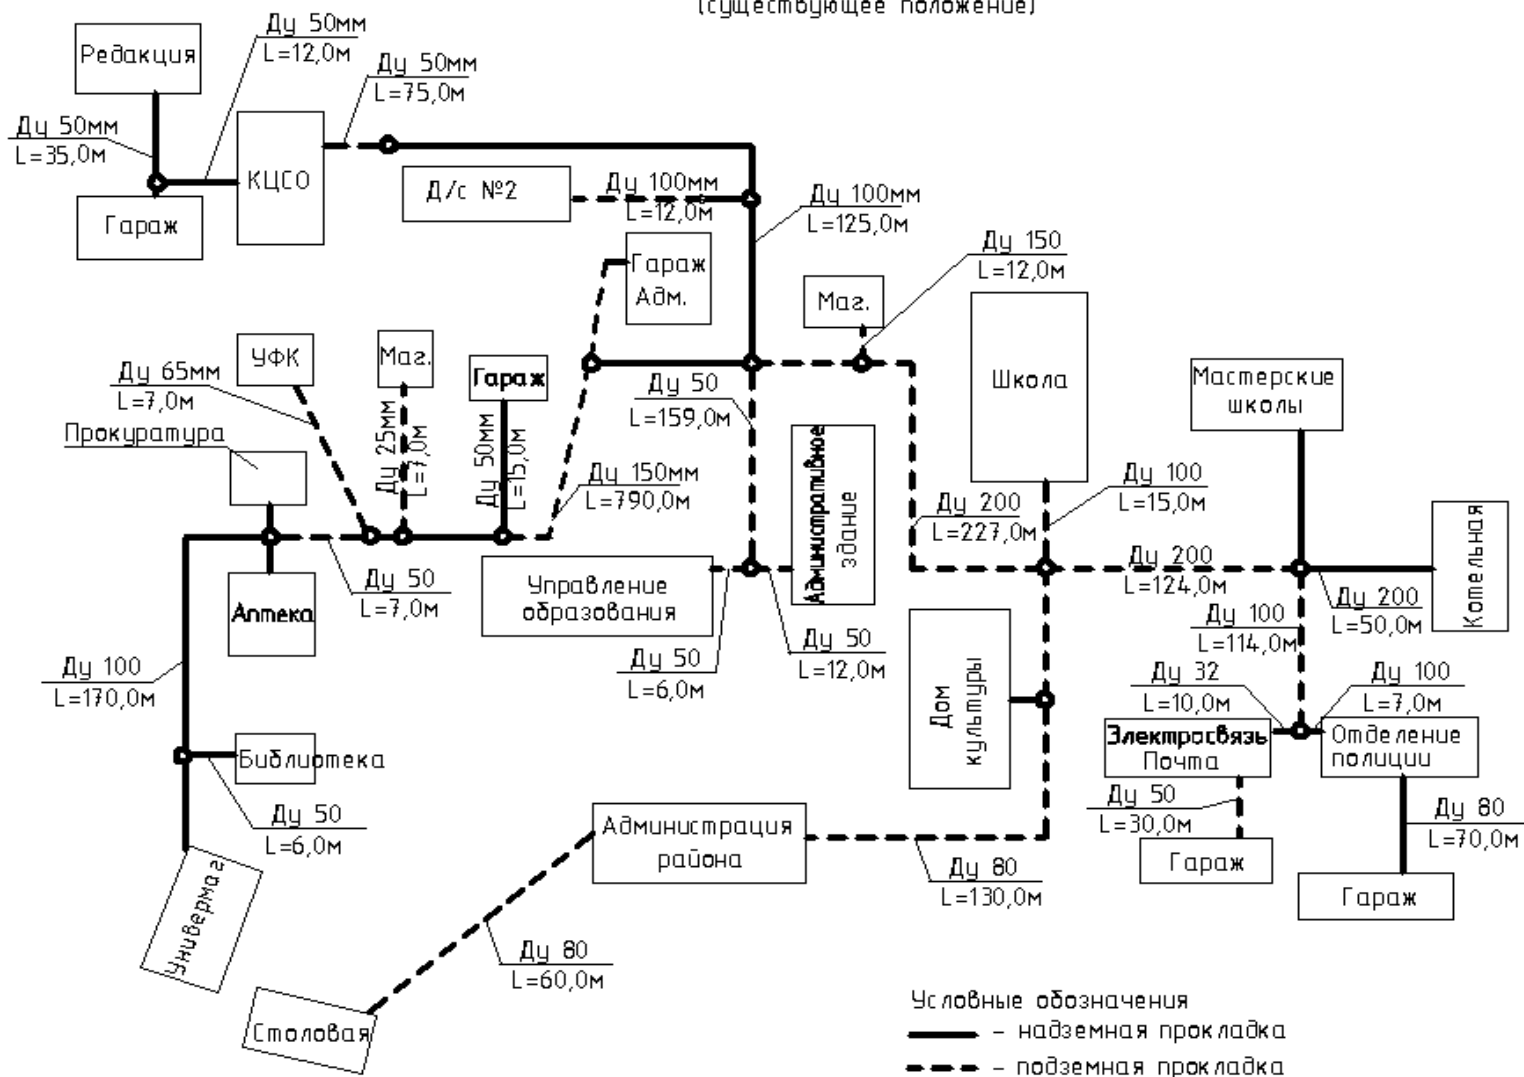 (существующее положение)
Ду 50мм
L=12,0м
Редакция
Ду 50мм
L=75,0м
Ду 50мм
L=35,0м
КЦСО
Гараж
Д/с №2
Ду 100мм
L=12,0м
Ду 100мм
L=125,0м
Гараж
Адм.
Ду 150
L=12,0м
Маг.
Школа
УФК
Маг.
Гараж
Ду 65мм
L=7,0м
Прокуратура
Ду 25мм
L=7,0м
Ду 50мм
L=15,0м
Ду 50
L=159,0м
Ду 150мм
L=790,0м
Административное
здание
Мастерские
школы
Ду 100
L=15,0м
Ду 200
L=227,0м
Ду 200
L=124,0м
Котельная
Ду 200
L=50,0м
Ду 50
L=7,0м
Аптека
Управление
образования
Ду 50
L=6,0м
Ду 50
L=12,0м
Ду 100
L=114,0м
Дом
культуры
Ду 100
L=170,0м
Ду 32
L=10,0м
Ду 100
L=7,0м
Электросвязь
Почта
Отделение
полиции
Библиотека
Ду 50
L=6,0м
Ду 50
L=30,0м
Гараж
Ду 80
L=70,0м
Гараж
Администрация
района
Ду 80
L=130,0м
Универмаг
Ду 80
L=60,0м
Столовая
Условные обозначения
- надземная прокладка
- подземная прокладка